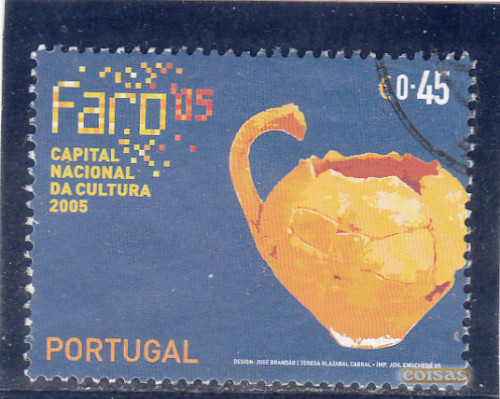 Faro '05
€0.45
CAPITAL
NACIONAL
DA CULTURA
2005
PORTUGAL
DESIGN: JOSÉ BRANDÃO / TERESA OLAZABAL CABRAL • IMP. JOH. ENSCHEDÉ 05
coisas